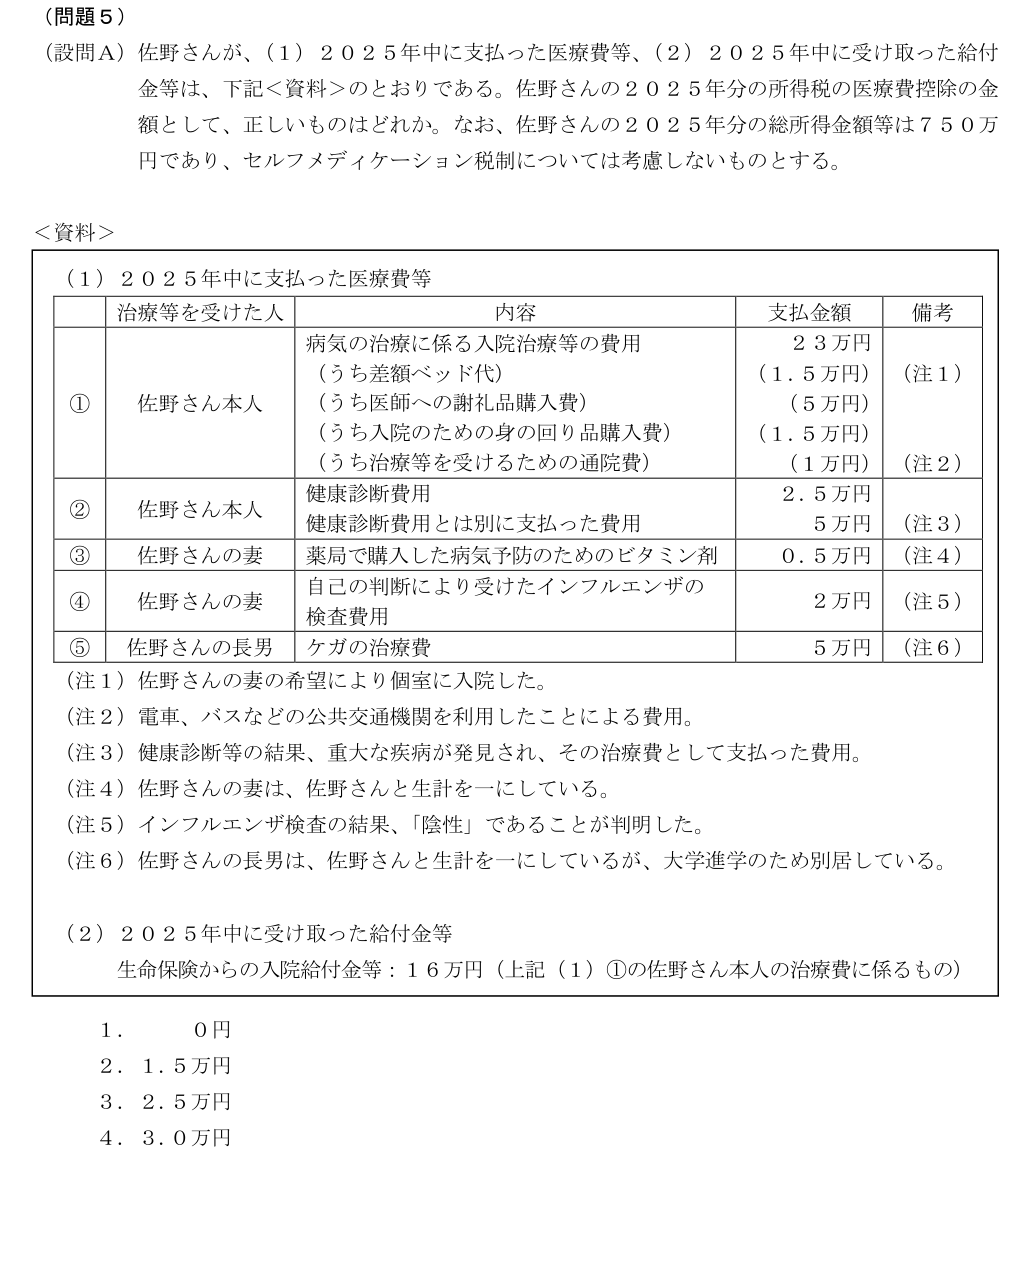 （問題５）
（設問Ａ）佐野さんが、（１）２０２５年中に支払った医療費等、（２）２０２５年中に受け取った給付
金等は、下記＜資料＞のとおりである。佐野さんの２０２５年分の所得税の医療費控除の金
額として、正しいものはどれか。なお、佐野さんの２０２５年分の総所得金額等は７５０万
円であり、セルフメディケーション税制については考慮しないものとする。
＜資料＞
（１）２０２５年中に支払った医療費等
治療等を受けた人 内容 支払金額 備考
① 佐野さん本人 病気の治療に係る入院治療等の費用 ２３万円
（うち差額ベッド代） （１.５万円） （注１）
（うち医師への謝礼品購入費） （５万円）
（うち入院のための身の回り品購入費） （１.５万円）
（うち治療等を受けるための通院費） （１万円） （注２）
② 佐野さん本人 健康診断費用 ２.５万円
健康診断費用とは別に支払った費用 ５万円 （注３）
③ 佐野さんの妻 薬局で購入した病気予防のためのビタミン剤 ０.５万円 （注４）
④ 佐野さんの妻 自己の判断により受けたインフルエンザの
検査費用 ２万円 （注５）
⑤ 佐野さんの長男 ケガの治療費 ５万円 （注６）
（注１）佐野さんの妻の希望により個室に入院した。
（注２）電車、バスなどの公共交通機関を利用したことによる費用。
（注３）健康診断等の結果、重大な疾病が発見され、その治療費として支払った費用。
（注４）佐野さんの妻は、佐野さんと生計を一にしている。
（注５）インフルエンザ検査の結果、「陰性」であることが判明した。
（注６）佐野さんの長男は、佐野さんと生計を一にしているが、大学進学のため別居している。
（２）２０２５年中に受け取った給付金等
生命保険からの入院給付金等：１６万円（上記（１）①の佐野さん本人の治療費に係るもの）
１．　　　０円
２．１.５万円
３．２.５万円
４．３.０万円